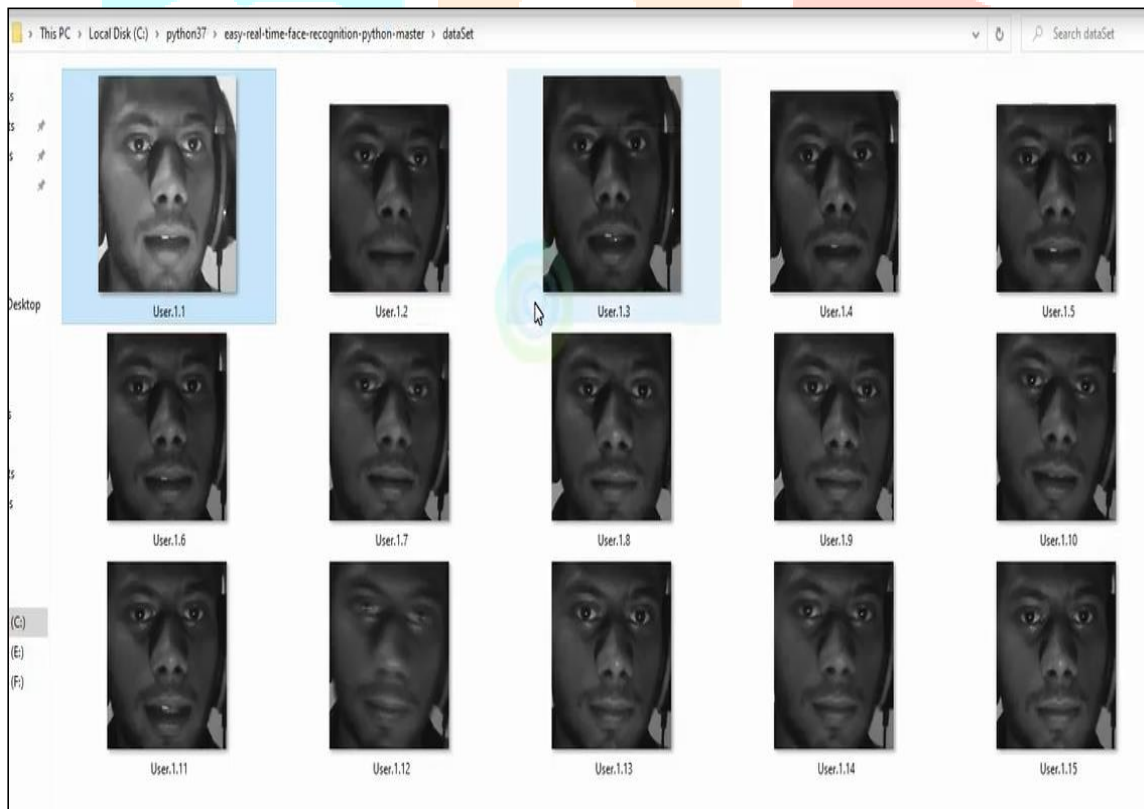 This PC > Local Disk (C:) > python37 > easy-real-time-face-recognition-python-master > dataSet
Search dataSet
User.1.1
User.1.2
User.1.3
User.1.4
User.1.5
Desktop
User.1.6
User.1.7
User.1.8
User.1.9
User.1.10
(C:)
(E:)
(F:)
User.1.11
User.1.12
User.1.13
User.1.14
User.1.15